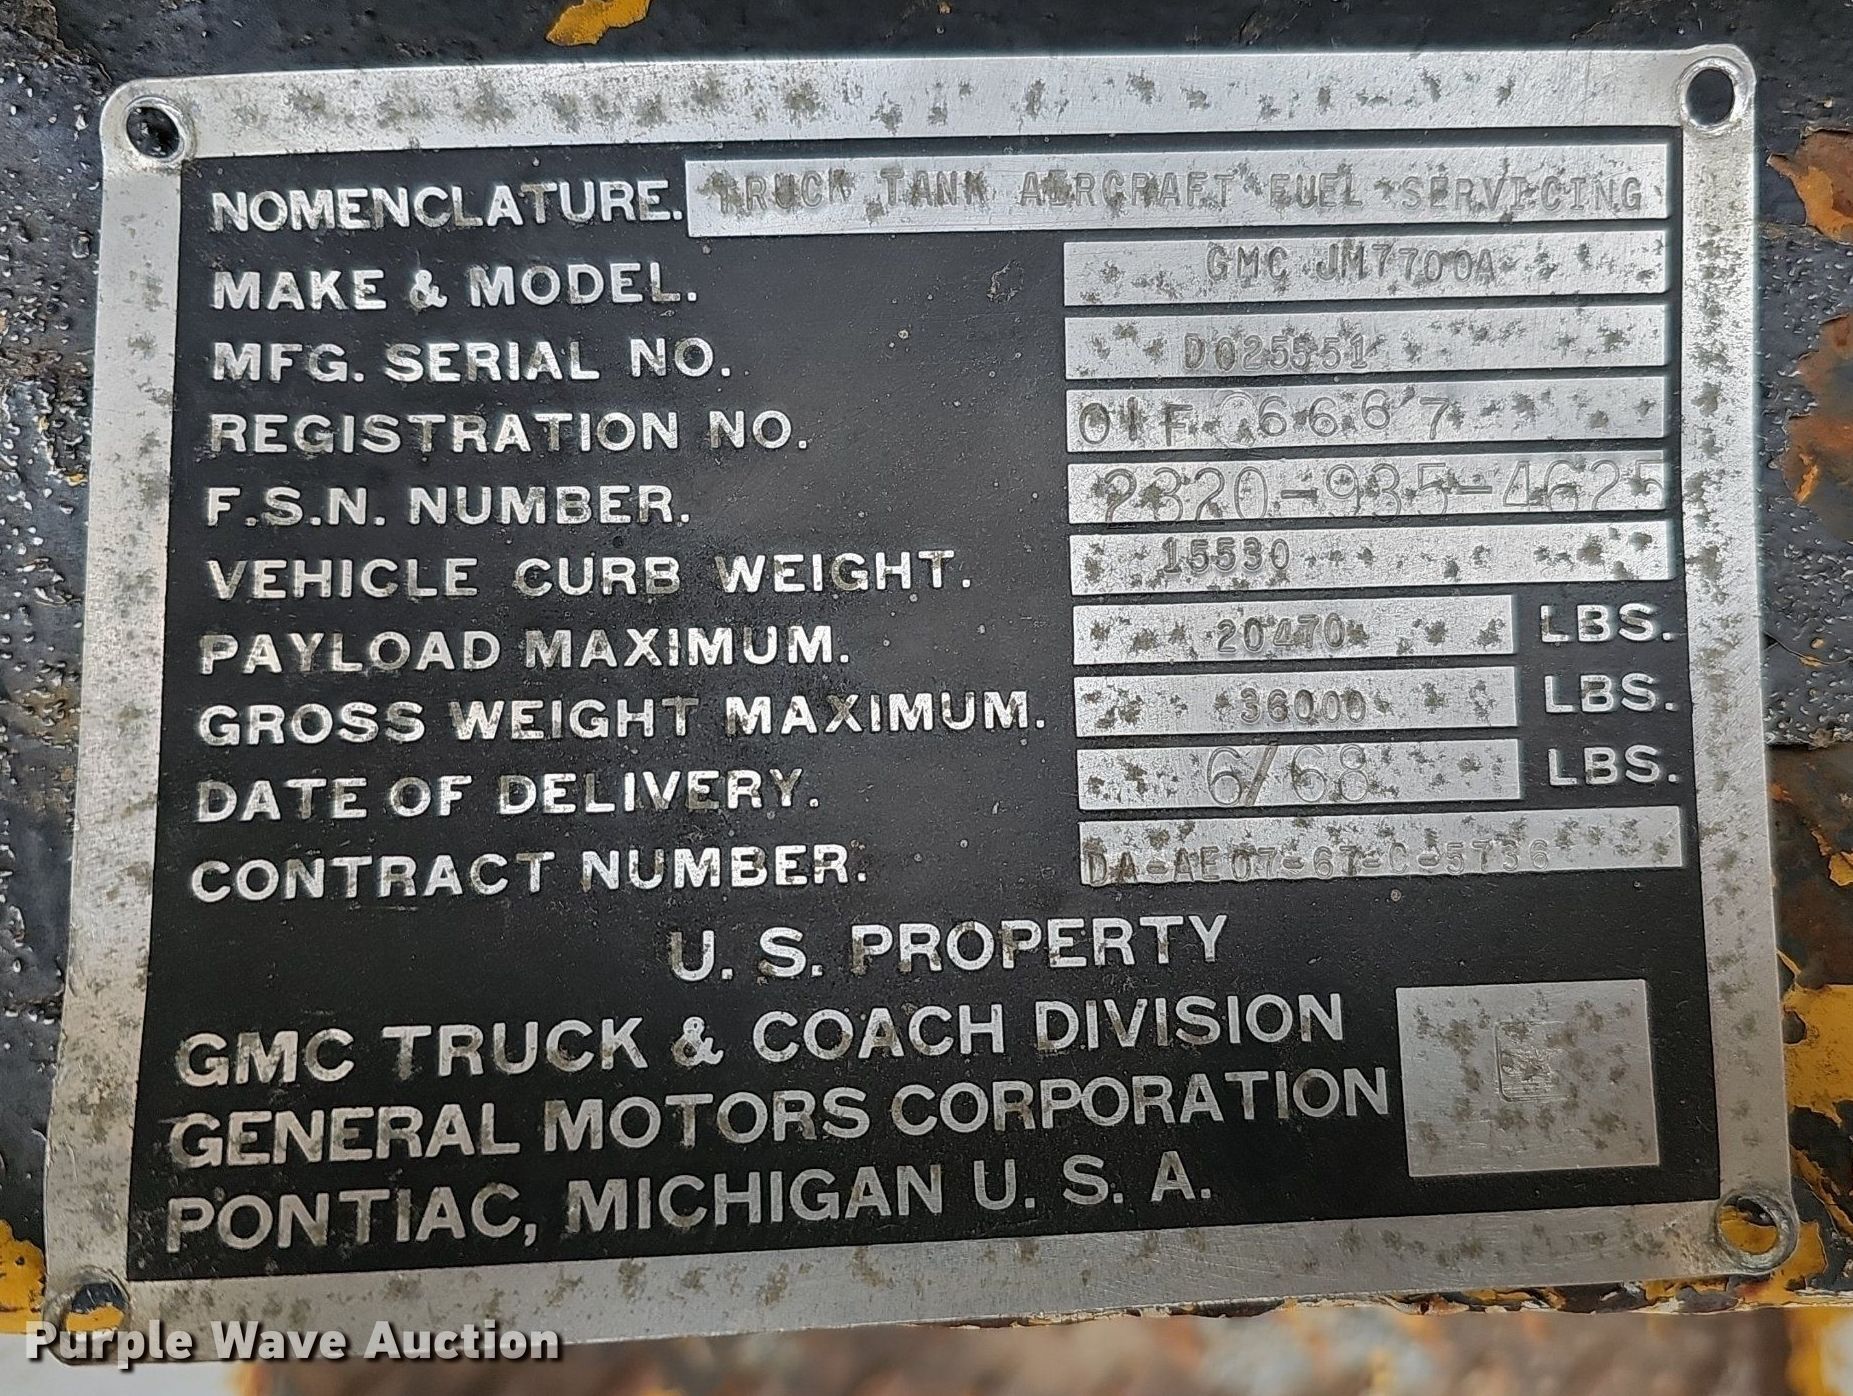 NOMENCLATURE. TRUCK TANK AIRCRAFT FUEL SERVICING
MAKE & MODEL. GMC JM7700A
MFG. SERIAL NO. D025551
REGISTRATION NO.
F.S.N. NUMBER. 2320-935-4625
VEHICLE CURB WEIGHT. 15530
PAYLOAD MAXIMUM. 20470 LBS.
GROSS WEIGHT MAXIMUM. 36000 LBS.
DATE OF DELIVERY. 6/68 LBS.
CONTRACT NUMBER. DA-AE07-67-C-5736
U. S. PROPERTY
GMC TRUCK & COACH DIVISION
GENERAL MOTORS CORPORATION
PONTIAC, MICHIGAN U. S. A.
Purple Wave Auction